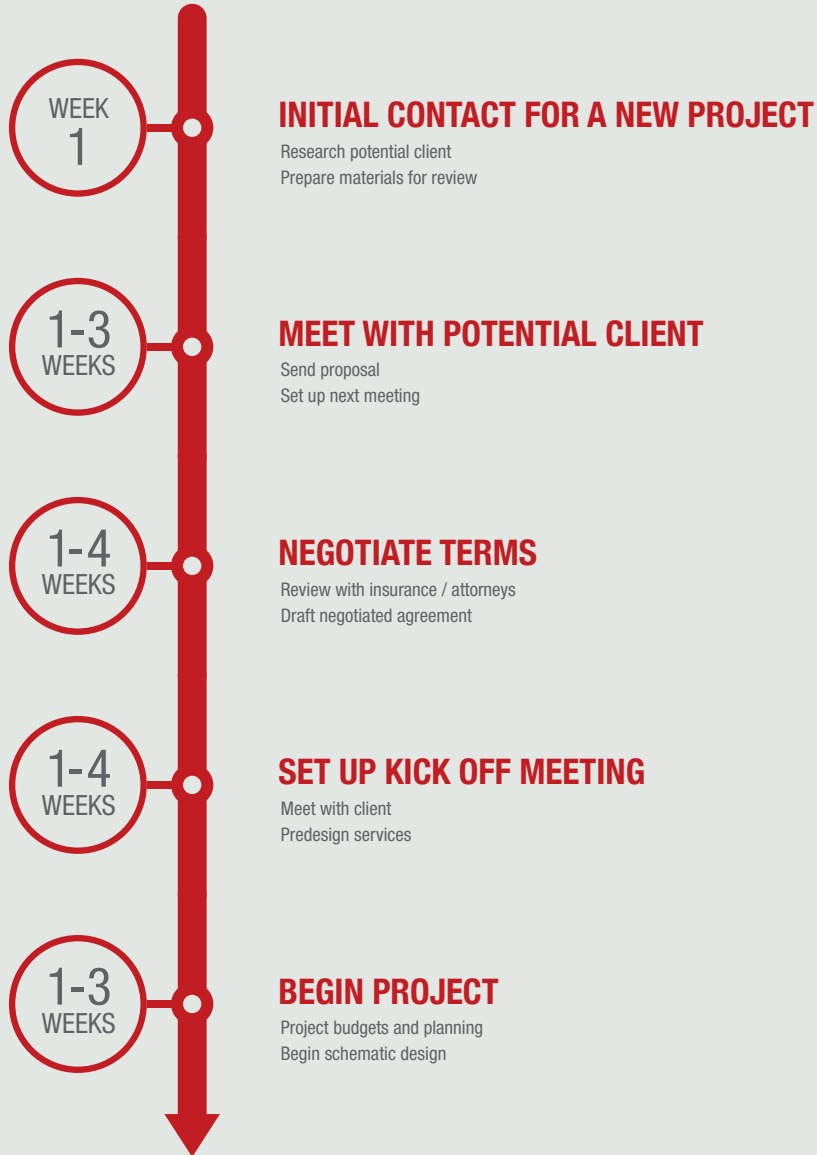 WEEK
1
INITIAL CONTACT FOR A NEW PROJECT
Research potential client
Prepare materials for review
1-3
WEEKS
MEET WITH POTENTIAL CLIENT
Send proposal
Set up next meeting
1-4
WEEKS
NEGOTIATE TERMS
Review with insurance / attorneys
Draft negotiated agreement
1-4
WEEKS
SET UP KICK OFF MEETING
Meet with client
Predesign services
1-3
WEEKS
BEGIN PROJECT
Project budgets and planning
Begin schematic design